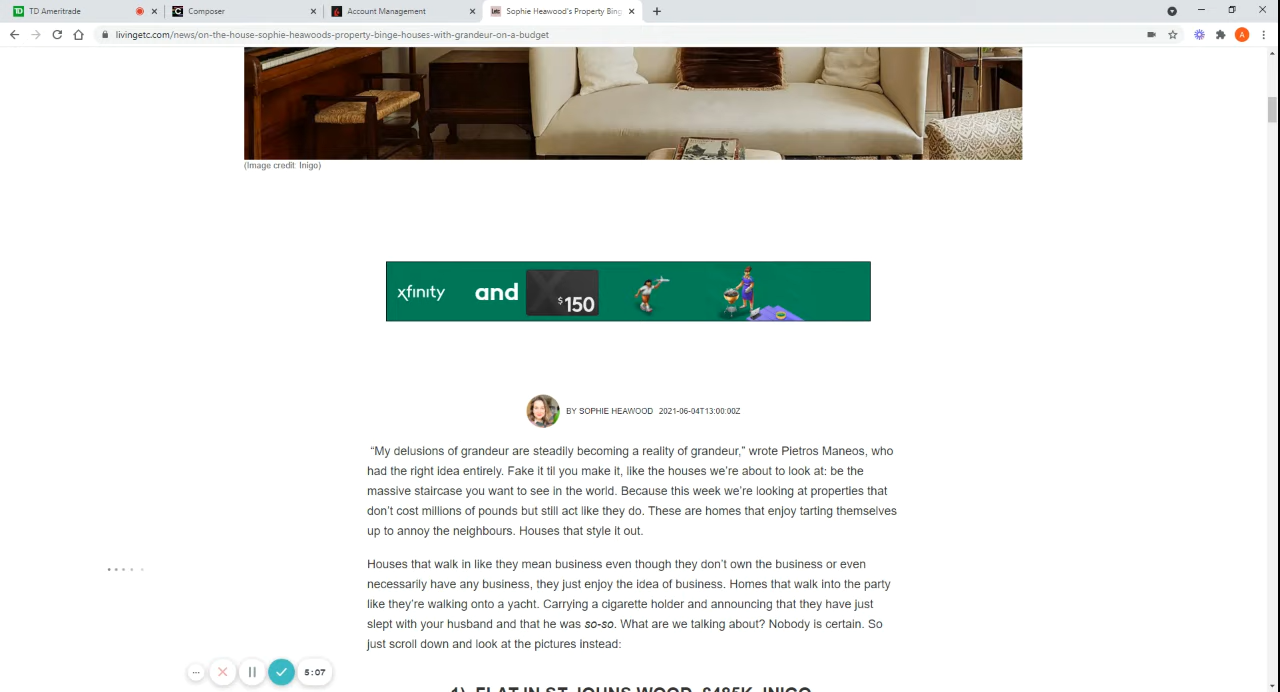 TD Ameritrade
Composer
Account Management
Sophie Heawood's Property Bing
livingetc.com/news/on-the-house-sophie-heawoods-property-binge-houses-with-grandeur-on-a-budget
A
(Image credit: Inigo)
xfinity and $150
BY SOPHIE HEAWOOD 2021-06-04T13:00:00Z
“My delusions of grandeur are steadily becoming a reality of grandeur,” wrote Pietros Maneos, who
had the right idea entirely. Fake it til you make it, like the houses we’re about to look at: be the
massive staircase you want to see in the world. Because this week we’re looking at properties that
don’t cost millions of pounds but still act like they do. These are homes that enjoy tarting themselves
up to annoy the neighbours. Houses that style it out.
Houses that walk in like they mean business even though they don’t own the business or even
necessarily have any business, they just enjoy the idea of business. Homes that walk into the party
like they’re walking onto a yacht. Carrying a cigarette holder and announcing that they have just
slept with your husband and that he was so-so. What are we talking about? Nobody is certain. So
just scroll down and look at the pictures instead:
5:07
1) FLAT IN ST JOHNS WOOD, £485K, INIGO